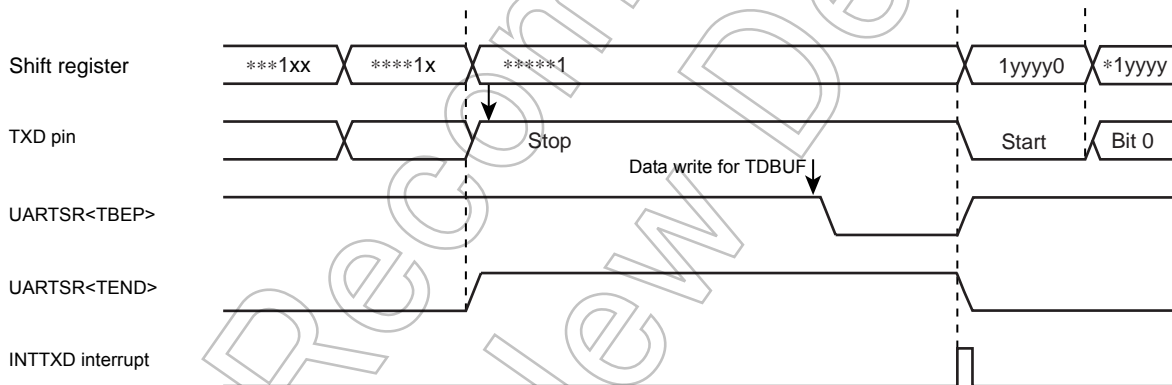 Shift register ***1xx ****1x *****1 1yyyy0 *1yyyy
TXD pin Stop Start Bit 0
Data write for TDBUF
UARTSR<TBEP>
UARTSR<TEND>
INTTXD interrupt